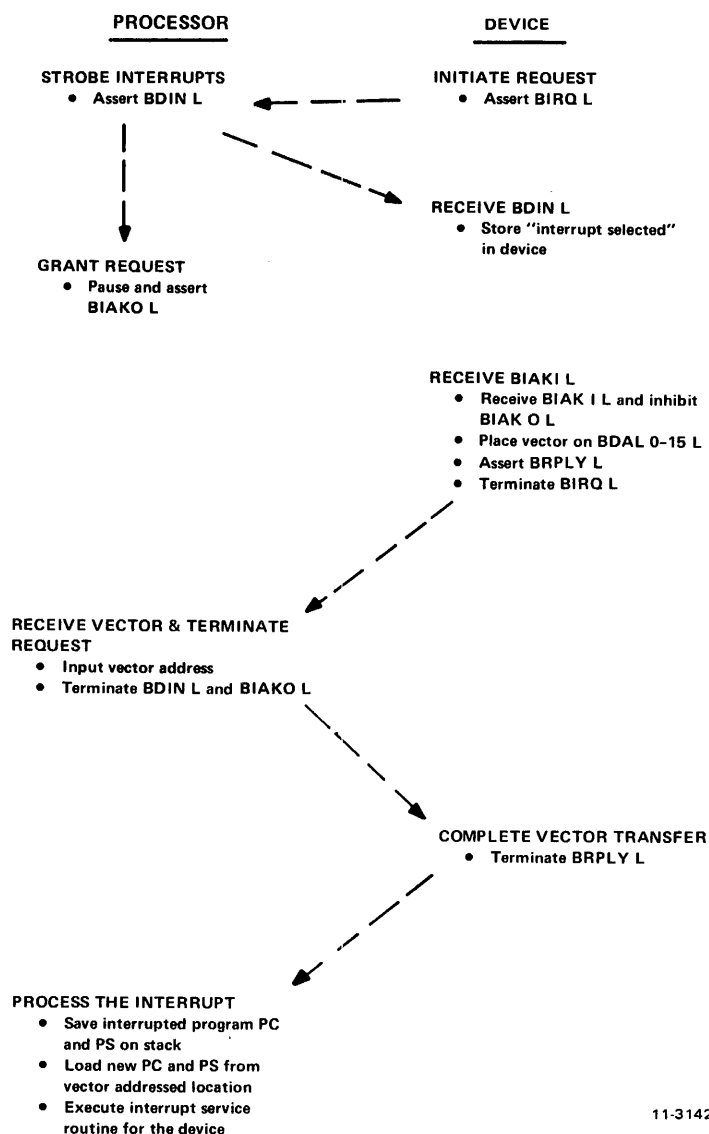 PROCESSOR
DEVICE
STROBE INTERRUPTS
• Assert BDIN L
INITIATE REQUEST
• Assert BIRQ L
RECEIVE BDIN L
• Store "interrupt selected"
in device
GRANT REQUEST
• Pause and assert
BIAKO L
RECEIVE BIAKI L
• Receive BIAK I L and inhibit
BIAK O L
• Place vector on BDAL 0-15 L
• Assert BRPLY L
• Terminate BIRQ L
RECEIVE VECTOR & TERMINATE
REQUEST
• Input vector address
• Terminate BDIN L and BIAKO L
COMPLETE VECTOR TRANSFER
• Terminate BRPLY L
PROCESS THE INTERRUPT
• Save interrupted program PC
and PS on stack
• Load new PC and PS from
vector addressed location
• Execute interrupt service
routine for the device
11-3142